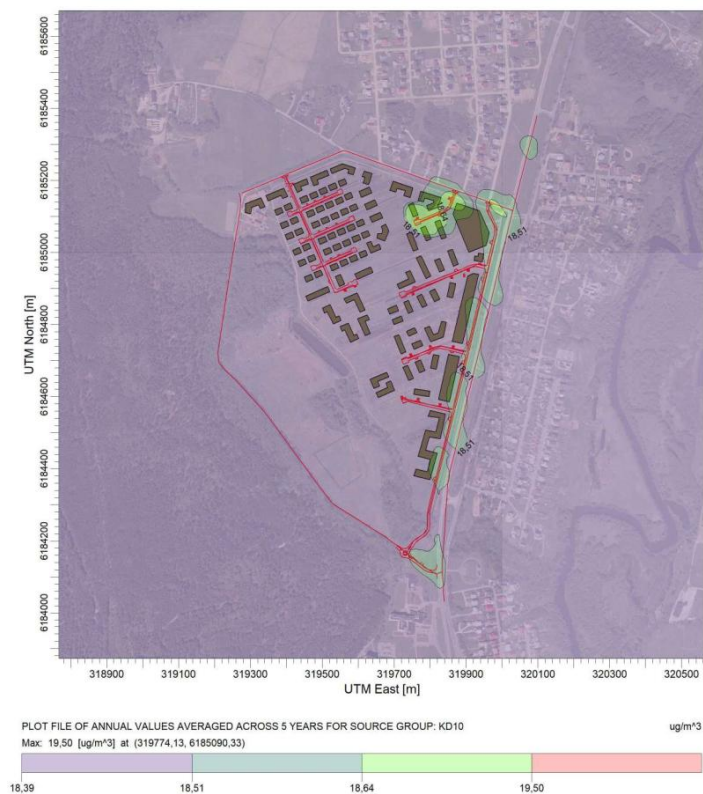 6185600
6185400
6185200
6185000
6184800
6184600
6184400
6184200
6184000
UTM North [m]
18,51
18,51
18,51
18,51
318900 319100 319300 319500 319700 319900 320100 320300 320500
UTM East [m]
PLOT FILE OF ANNUAL VALUES AVERAGED ACROSS 5 YEARS FOR SOURCE GROUP: KD10 ug/m^3
Max: 19,50 [ug/m^3] at (319774,13, 6185090,33)
18,39 18,51 18,64 19,50